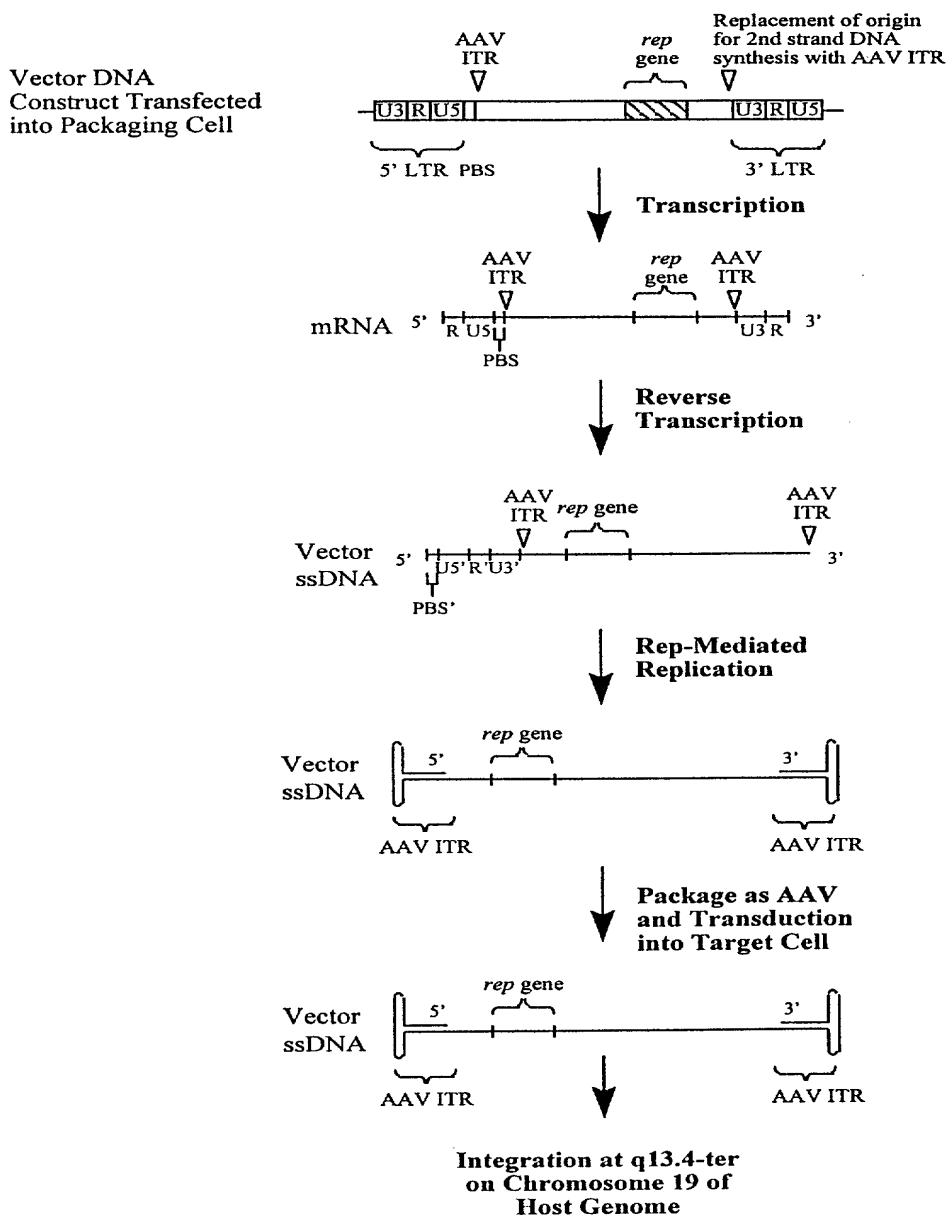 Vector DNA
Construct Transfected
into Packaging Cell
AAV
ITR
rep
gene
Replacement of origin
for 2nd strand DNA
synthesis with AAV ITR
U3 R U5
U3 R U5
5' LTR PBS
3' LTR
Transcription
AAV
ITR
rep
gene
AAV
ITR
mRNA 5'
R U5
U3 R
3'
PBS
Reverse
Transcription
AAV
ITR
rep gene
AAV
ITR
Vector
ssDNA
5'
U5' R' U3'
3'
PBS'
Rep-Mediated
Replication
rep gene
Vector
ssDNA
5'
3'
AAV ITR
AAV ITR
Package as AAV
and Transduction
into Target Cell
rep gene
Vector
ssDNA
5'
3'
AAV ITR
AAV ITR
Integration at q13.4-ter
on Chromosome 19 of
Host Genome